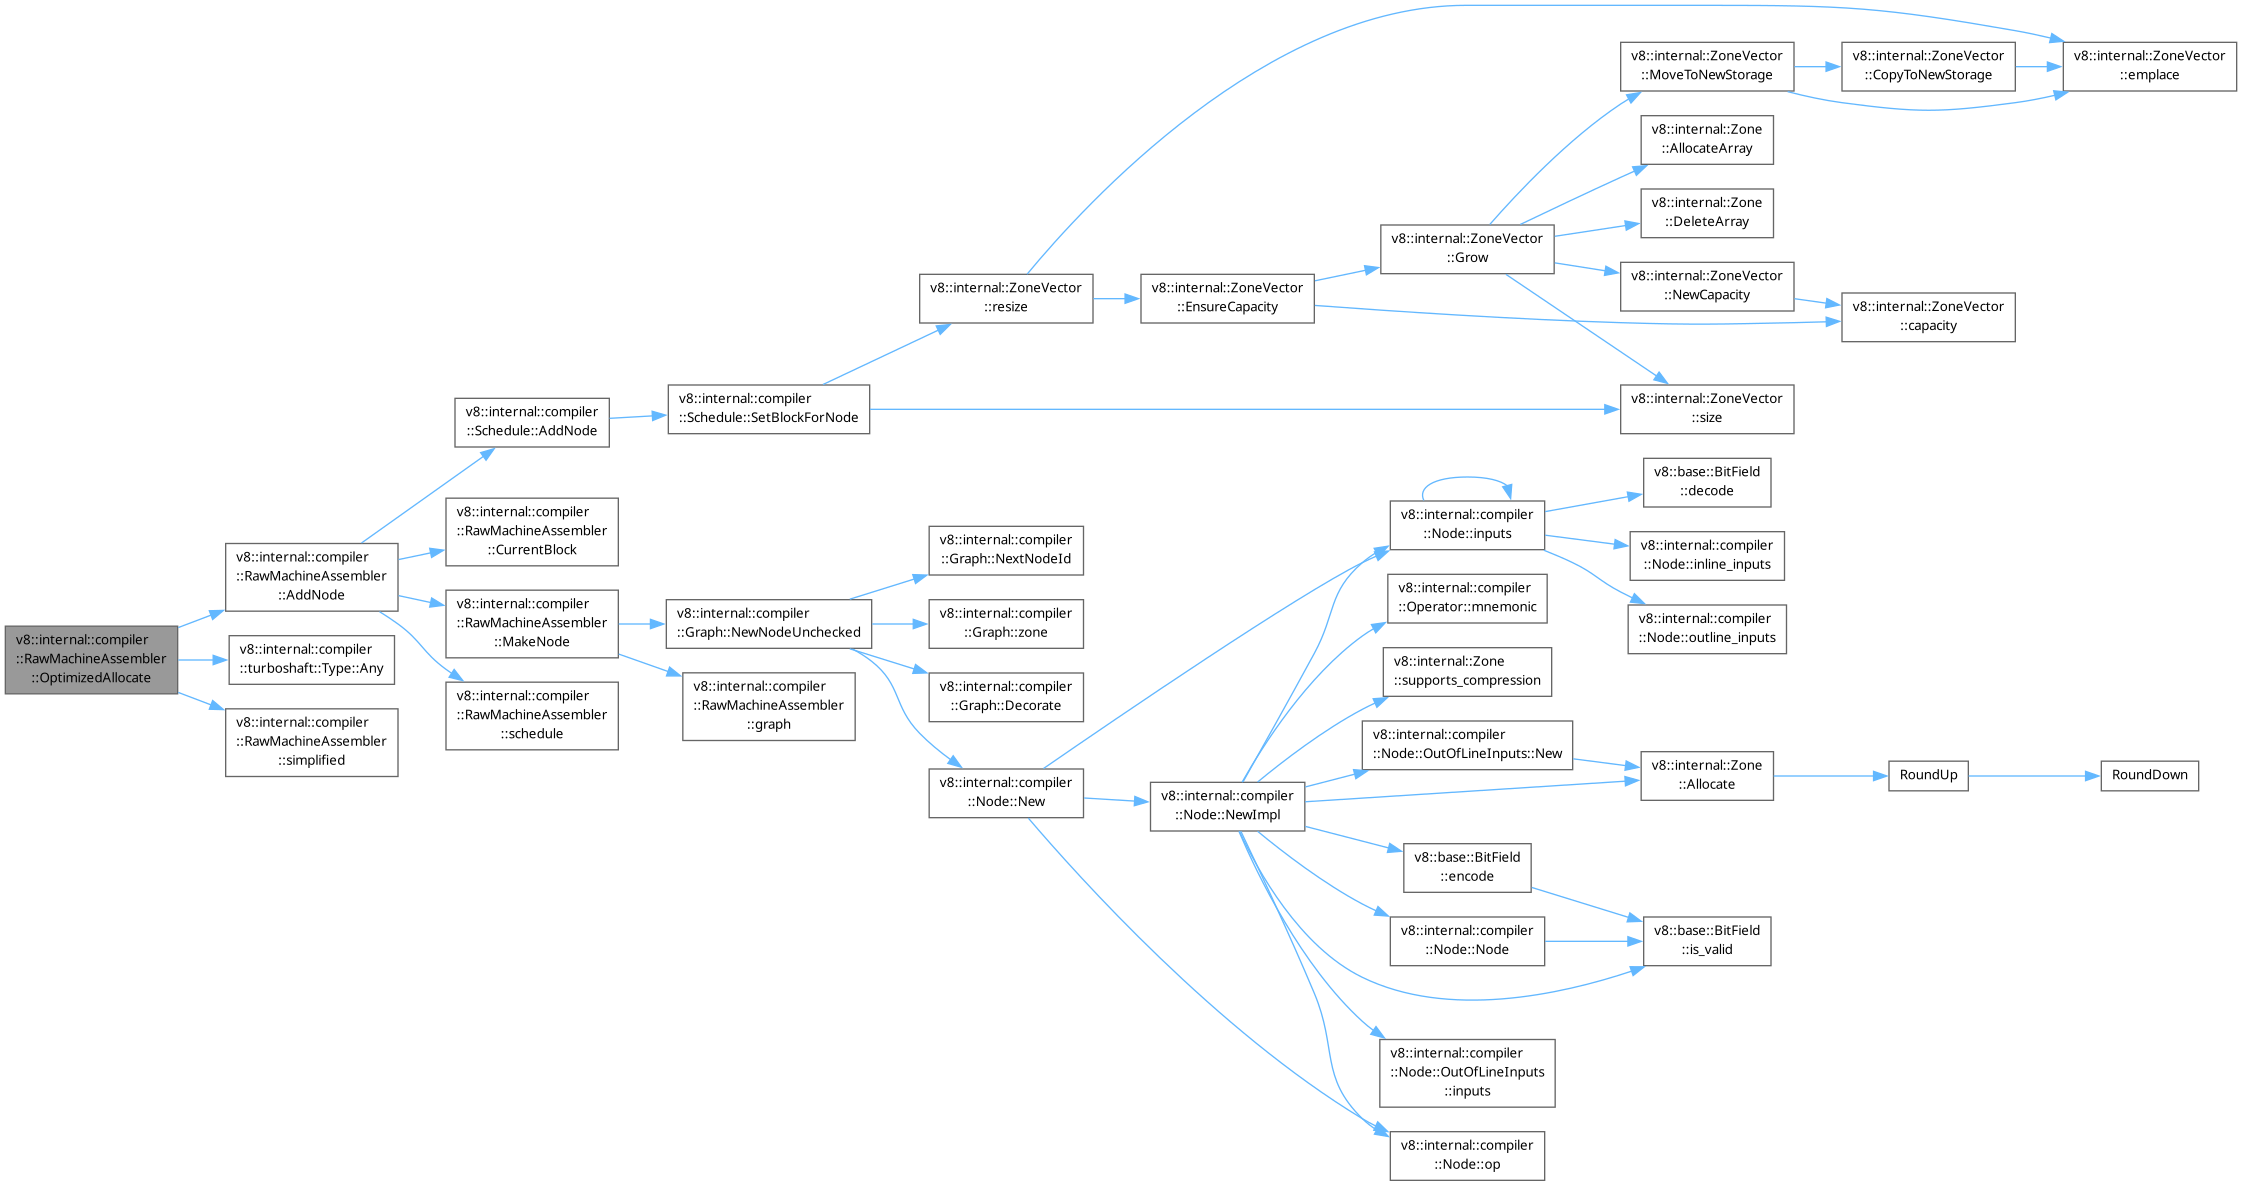 v8::internal::compiler
::RawMachineAssembler
::OptimizedAllocate
v8::internal::compiler
::RawMachineAssembler
::AddNode
v8::internal::compiler
::turboshaft::Type::Any
v8::internal::compiler
::RawMachineAssembler
::simplified
v8::internal::compiler
::Schedule::AddNode
v8::internal::compiler
::RawMachineAssembler
::CurrentBlock
v8::internal::compiler
::RawMachineAssembler
::MakeNode
v8::internal::compiler
::RawMachineAssembler
::schedule
v8::internal::compiler
::Schedule::SetBlockForNode
v8::internal::compiler
::Graph::NewNodeUnchecked
v8::internal::compiler
::RawMachineAssembler
::graph
v8::internal::ZoneVector
::resize
v8::internal::compiler
::Graph::NextNodeId
v8::internal::compiler
::Graph::zone
v8::internal::compiler
::Graph::Decorate
v8::internal::compiler
::Node::New
v8::internal::ZoneVector
::EnsureCapacity
v8::internal::compiler
::Node::NewImpl
v8::internal::ZoneVector
::Grow
v8::internal::compiler
::Node::inputs
v8::internal::compiler
::Operator::mnemonic
v8::internal::Zone
::supports_compression
v8::internal::compiler
::Node::OutOfLineInputs::New
v8::base::BitField
::encode
v8::internal::compiler
::Node::Node
v8::internal::compiler
::Node::OutOfLineInputs
::inputs
v8::internal::compiler
::Node::op
v8::internal::ZoneVector
::MoveToNewStorage
v8::internal::Zone
::AllocateArray
v8::internal::Zone
::DeleteArray
v8::internal::ZoneVector
::NewCapacity
v8::internal::ZoneVector
::size
v8::base::BitField
::decode
v8::internal::compiler
::Node::inline_inputs
v8::internal::compiler
::Node::outline_inputs
v8::internal::Zone
::Allocate
v8::base::BitField
::is_valid
v8::internal::ZoneVector
::CopyToNewStorage
v8::internal::ZoneVector
::capacity
RoundUp
v8::internal::ZoneVector
::emplace
RoundDown